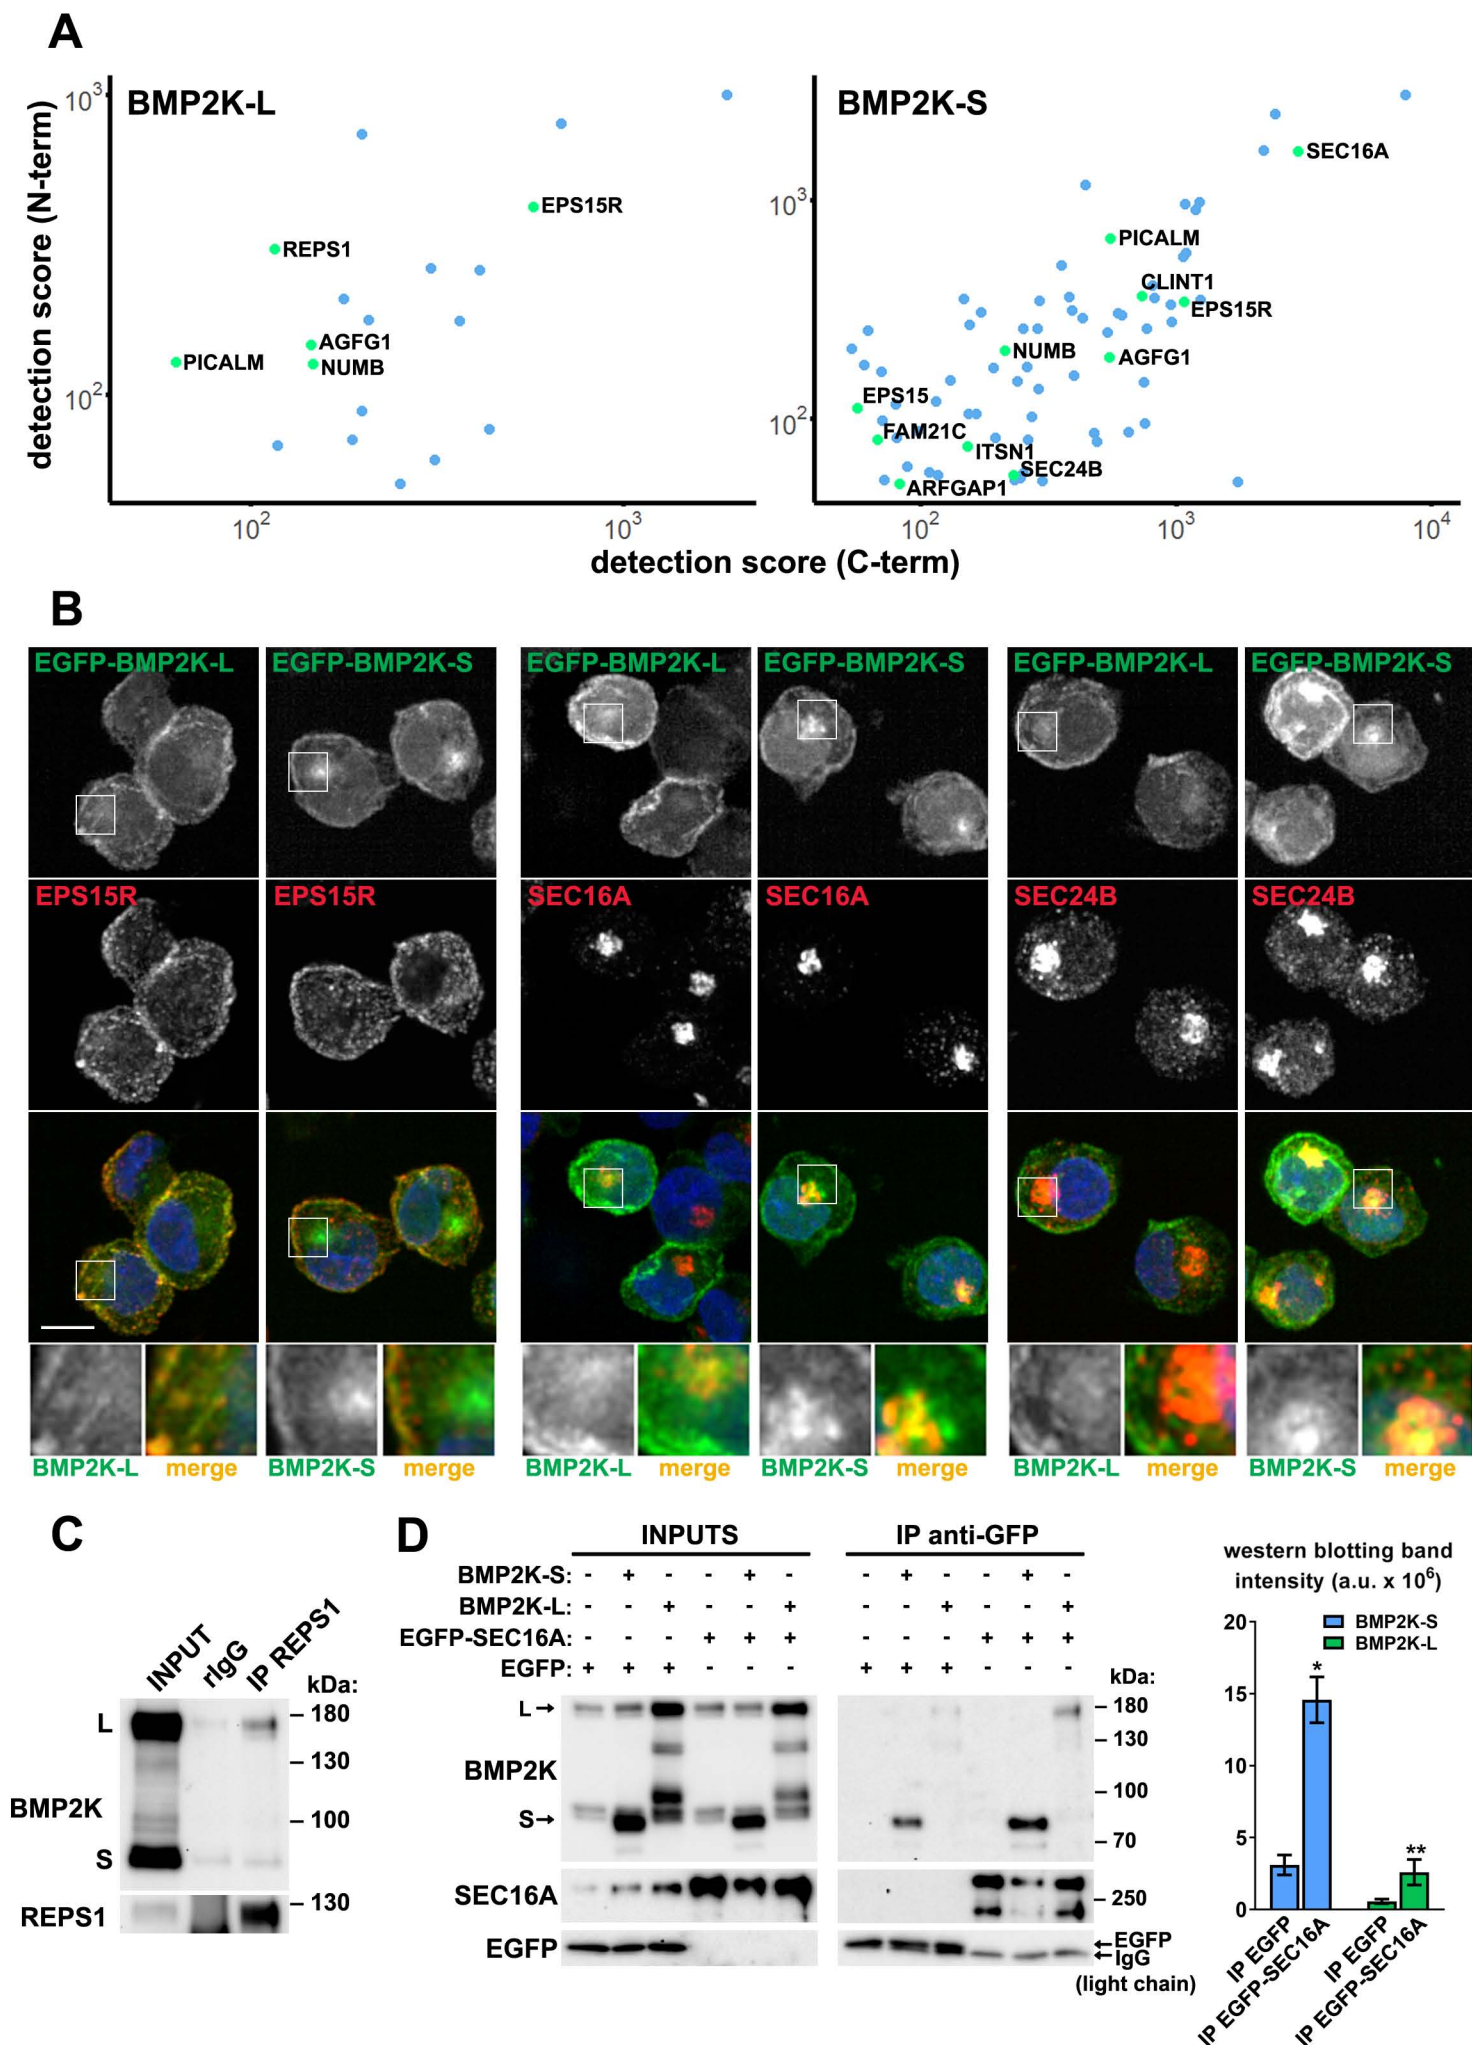 A
BMP2K-L
BMP2K-S
detection score (N-term)
10³
10²
10²
10³
EPS15R
REPS1
AGFG1
NUMB
PICALM
10³
10²
10²
10³
10⁴
SEC16A
PICALM
CLINT1
EPS15R
NUMB
AGFG1
EPS15
FAM21C
ITSN1
SEC24B
ARFGAP1
detection score (C-term)
B
EGFP-BMP2K-L
EGFP-BMP2K-S
EGFP-BMP2K-L
EGFP-BMP2K-S
EGFP-BMP2K-L
EGFP-BMP2K-S
EPS15R
EPS15R
SEC16A
SEC16A
SEC24B
SEC24B
BMP2K-L
merge
BMP2K-S
merge
BMP2K-L
merge
BMP2K-S
merge
BMP2K-L
merge
BMP2K-S
merge
C
INPUT
rIgG
IP REPS1
kDa:
L
BMP2K
S
REPS1
180
130
100
130
D
INPUTS
IP anti-GFP
BMP2K-S: - + - - + - - + - - + -
BMP2K-L: - - + - - + - - + - - +
EGFP-SEC16A: - - - + + + - - - + + +
EGFP: + + + - - - + + + - - -
kDa:
L→
BMP2K
S→
SEC16A
EGFP
180
130
100
70
250
←EGFP
←IgG
(light chain)
western blotting band
intensity (a.u. x 10⁶)
20
15
10
5
0
BMP2K-S
BMP2K-L
*
**
IP EGFP
IP EGFP-SEC16A
IP EGFP
IP EGFP-SEC16A